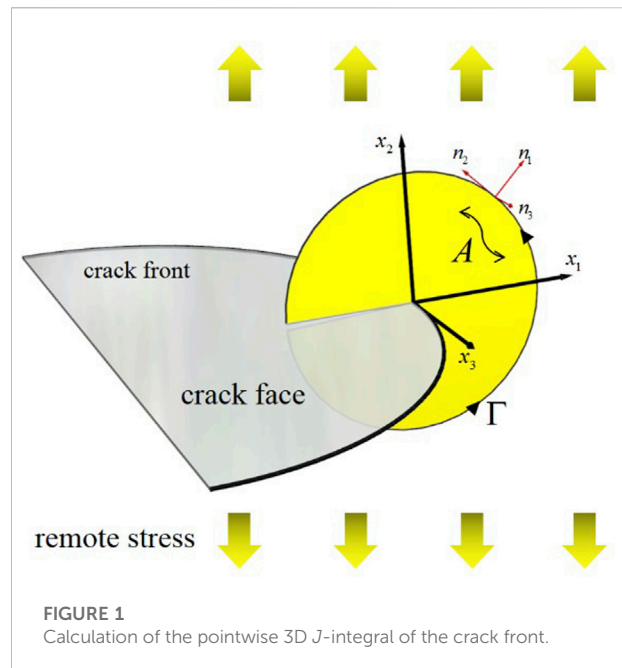 x₂
n₂
n₁
n₃
A
x₁
crack front
x₃
crack face
Γ
remote stress
FIGURE 1
Calculation of the pointwise 3D J-integral of the crack front.